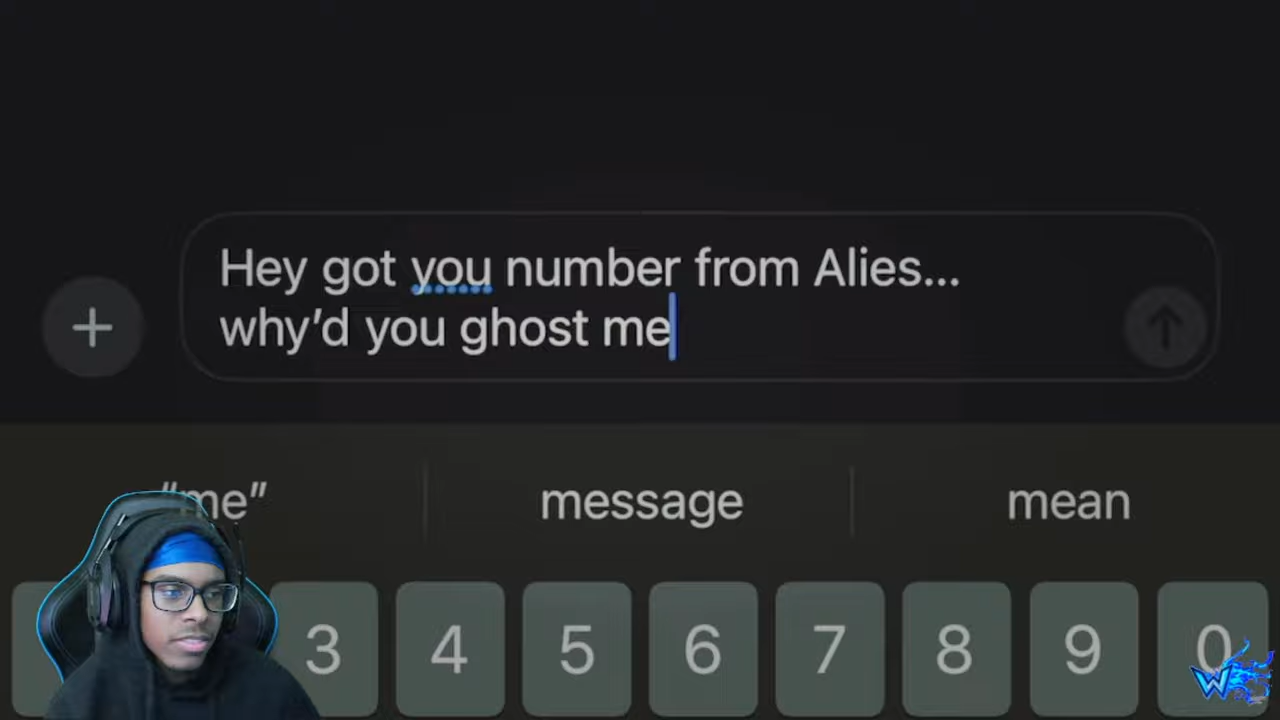 Hey got you number from Alies...
why'd you ghost me
"me" message mean
3 4 5 6 7 8 9 0
W